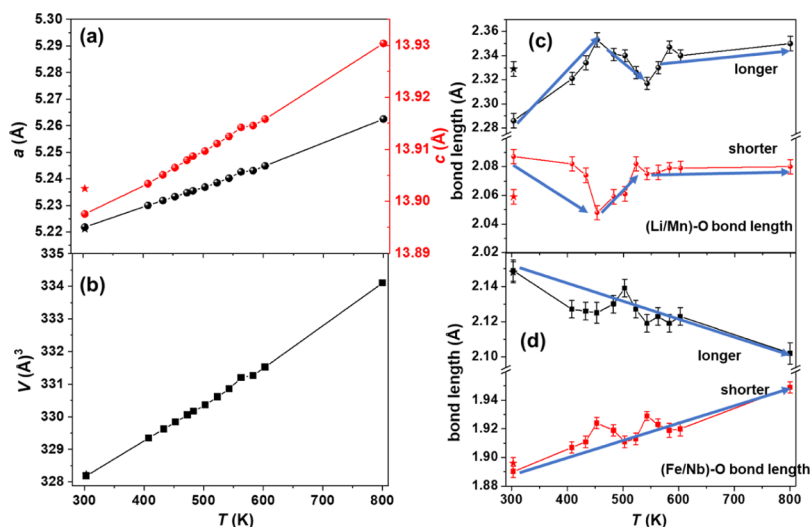 (a)
a (Å)
5.30
5.29
5.28
5.27
5.26
5.25
5.24
5.23
5.22
c (Å)
13.93
13.92
13.91
13.90
13.89
(b)
V (Å)³
335
334
333
332
331
330
329
328
300 400 500 600 700 800
T (K)
(c)
bond length (Å)
2.36
2.34
2.32
2.30
2.28
longer
shorter
2.08
2.06
2.04
2.02
(Li/Mn)-O bond length
(d)
bond length (Å)
2.14
2.12
2.10
longer
shorter
1.94
1.92
1.90
1.88
(Fe/Nb)-O bond length
300 400 500 600 700 800
T (K)